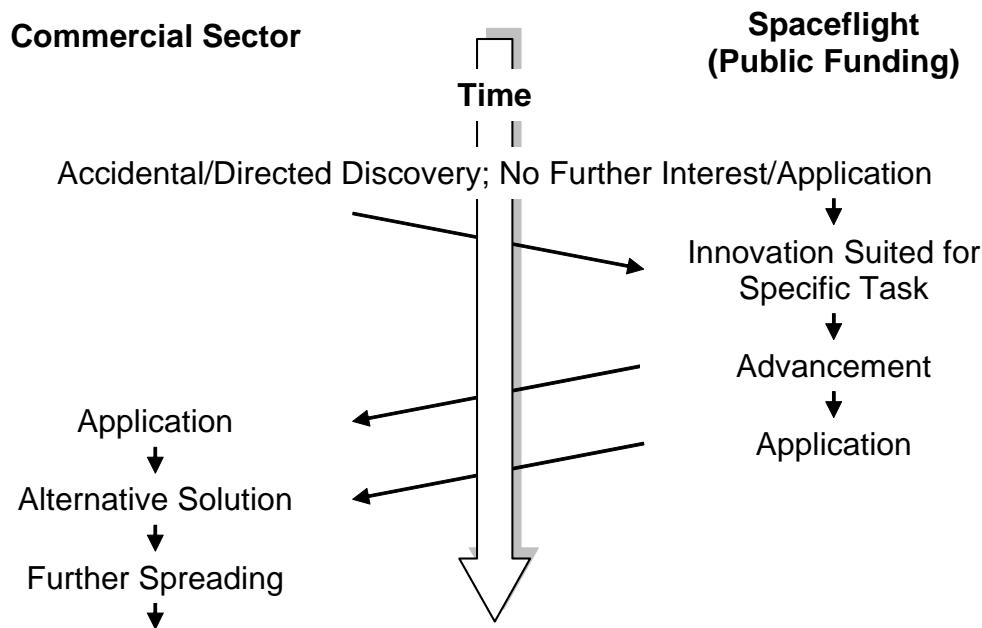 Commercial Sector
Spaceflight
(Public Funding)
Time
Accidental/Directed Discovery; No Further Interest/Application
Innovation Suited for
Specific Task
Advancement
Application
Application
Alternative Solution
Further Spreading